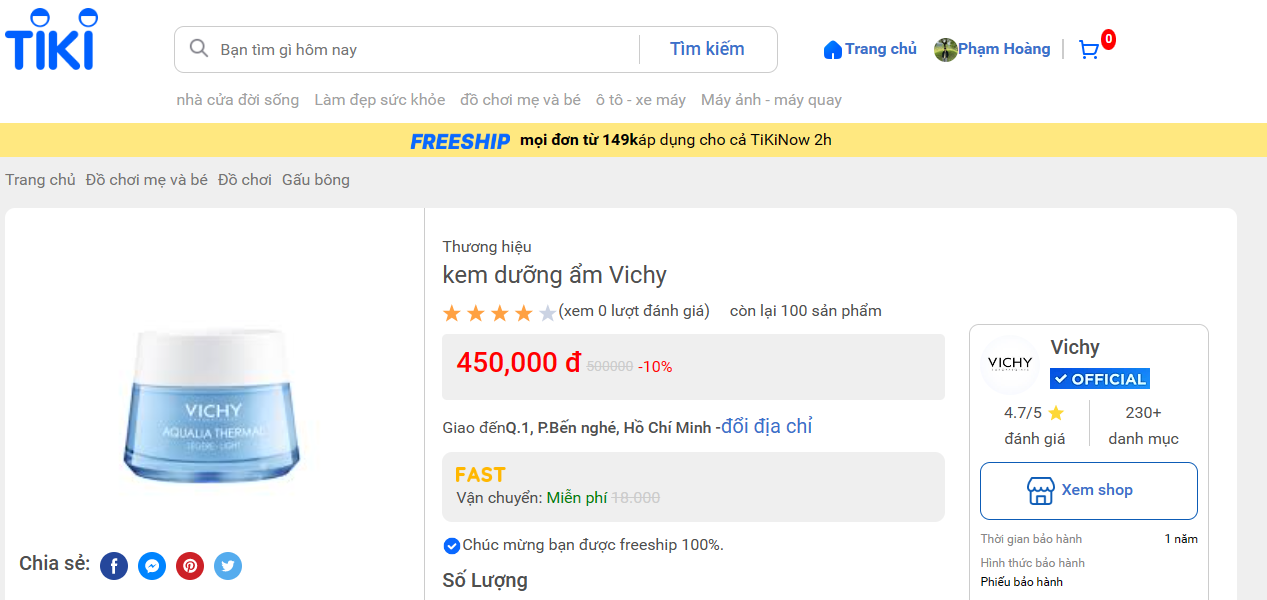 TIKI
Bạn tìm gì hôm nay
Tìm kiếm
Trang chủ
Phạm Hoàng
0
nhà cửa đời sống Làm đẹp sức khỏe đồ chơi mẹ và bé ô tô - xe máy Máy ảnh - máy quay
FREESHIP mọi đơn từ 149káp dụng cho cả TiKiNow 2h
Trang chủ Đồ chơi mẹ và bé Đồ chơi Gấu bông
VICHY
AQUALIA THERMAL
LÉGÈRE - LIGHT
Chia sẻ:
Thương hiệu
kem dưỡng ẩm Vichy
(xem 0 lượt đánh giá) còn lại 100 sản phẩm
450,000 đ 500000 -10%
Giao đếnQ.1, P.Bến nghé, Hồ Chí Minh -đổi địa chỉ
FAST
Vận chuyển: Miễn phí 18.000
Chúc mừng bạn được freeship 100%.
Số Lượng
VICHY
Vichy
OFFICIAL
4.7/5 230+
đánh giá danh mục
Xem shop
Thời gian bảo hành 1 năm
Hình thức bảo hành
Phiếu bảo hành